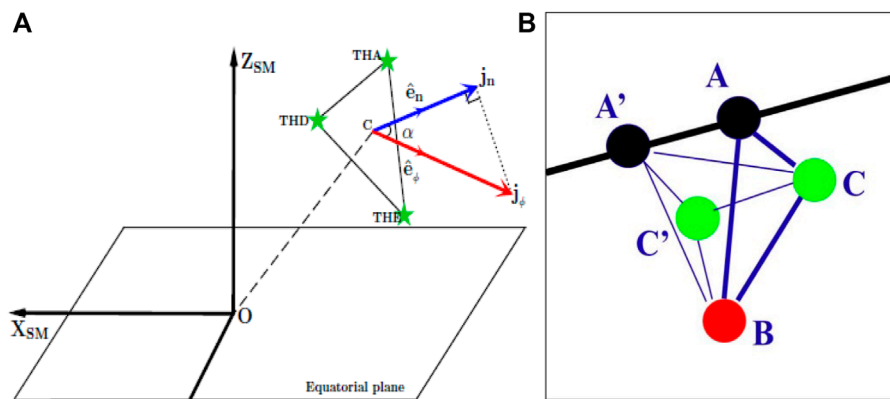 A
Z_SM
THA
THD
THE
C
ê_n
j_n
α
ê_φ
j_φ
X_SM
O
Equatorial plane
B
A'
A
C
C'
B